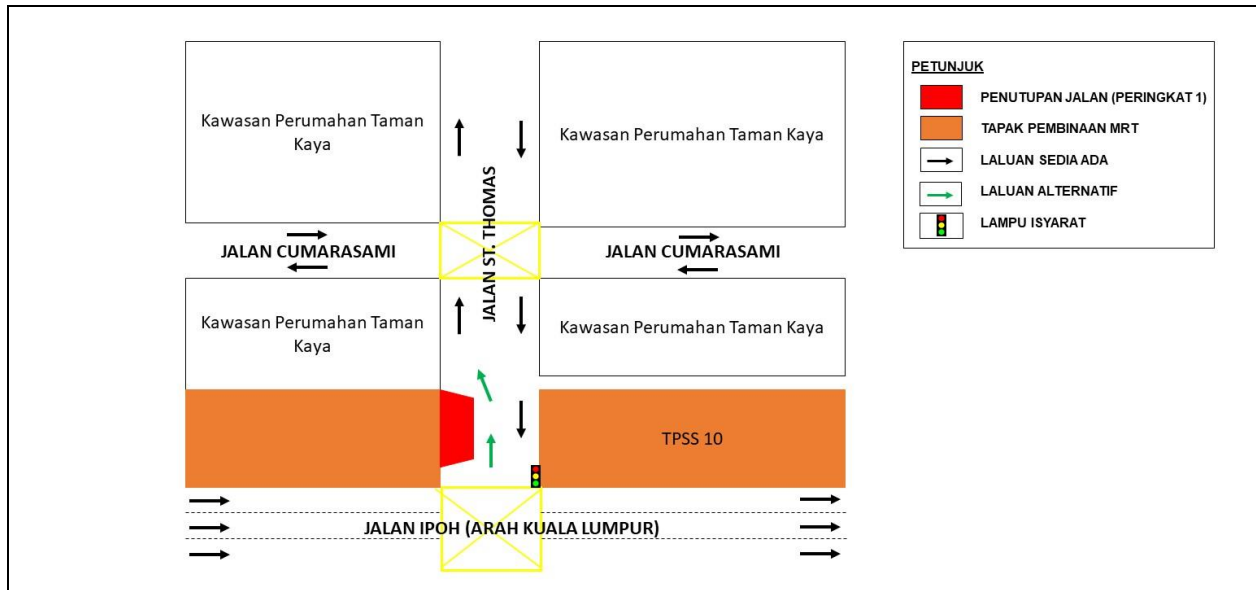 Kawasan Perumahan Taman
Kaya
Kawasan Perumahan Taman Kaya
JALAN ST. THOMAS
JALAN CUMARASAMI
JALAN CUMARASAMI
Kawasan Perumahan Taman
Kaya
Kawasan Perumahan Taman Kaya
TPSS 10
JALAN IPOH (ARAH KUALA LUMPUR)
PETUNJUK
PENUTUPAN JALAN (PERINGKAT 1)
TAPAK PEMBINAAN MRT
LALUAN SEDIA ADA
LALUAN ALTERNATIF
LAMPU ISYARAT